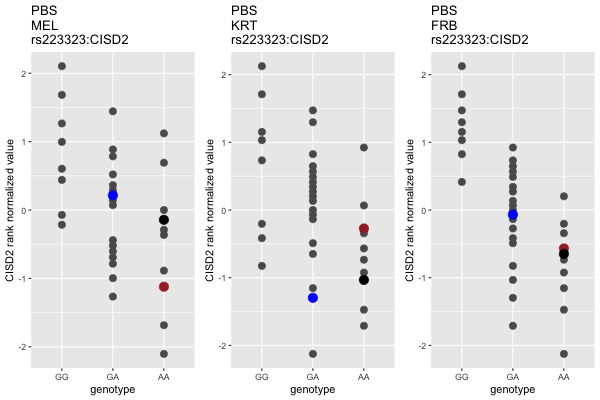 PBS
MEL
rs223323:CISD2
CISD2 rank normalized value
2
1
0
-1
-2
GG
GA
AA
genotype
PBS
KRT
rs223323:CISD2
CISD2 rank normalized value
2
1
0
-1
-2
GG
GA
AA
genotype
PBS
FRB
rs223323:CISD2
CISD2 rank normalized value
2
1
0
-1
-2
GG
GA
AA
genotype